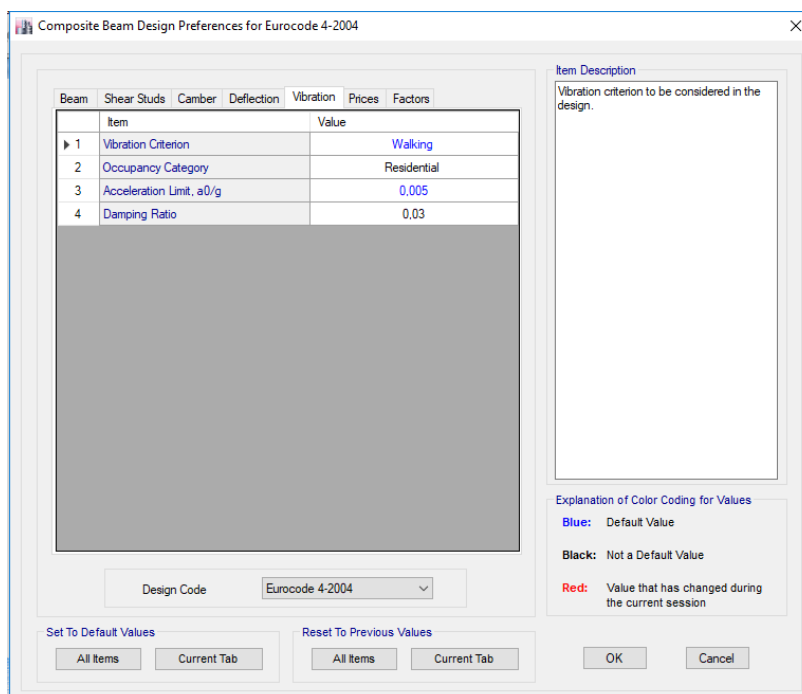 Composite Beam Design Preferences for Eurocode 4-2004
Beam Shear Studs Camber Deflection Vibration Prices Factors
Item Value
1 Vibration Criterion Walking
2 Occupancy Category Residential
3 Acceleration Limit, a0/g 0,005
4 Damping Ratio 0,03
Design Code Eurocode 4-2004
Set To Default Values
All Items Current Tab
Reset To Previous Values
All Items Current Tab
Item Description
Vibration criterion to be considered in the
design.
Explanation of Color Coding for Values
Blue: Default Value
Black: Not a Default Value
Red: Value that has changed during
the current session
OK Cancel